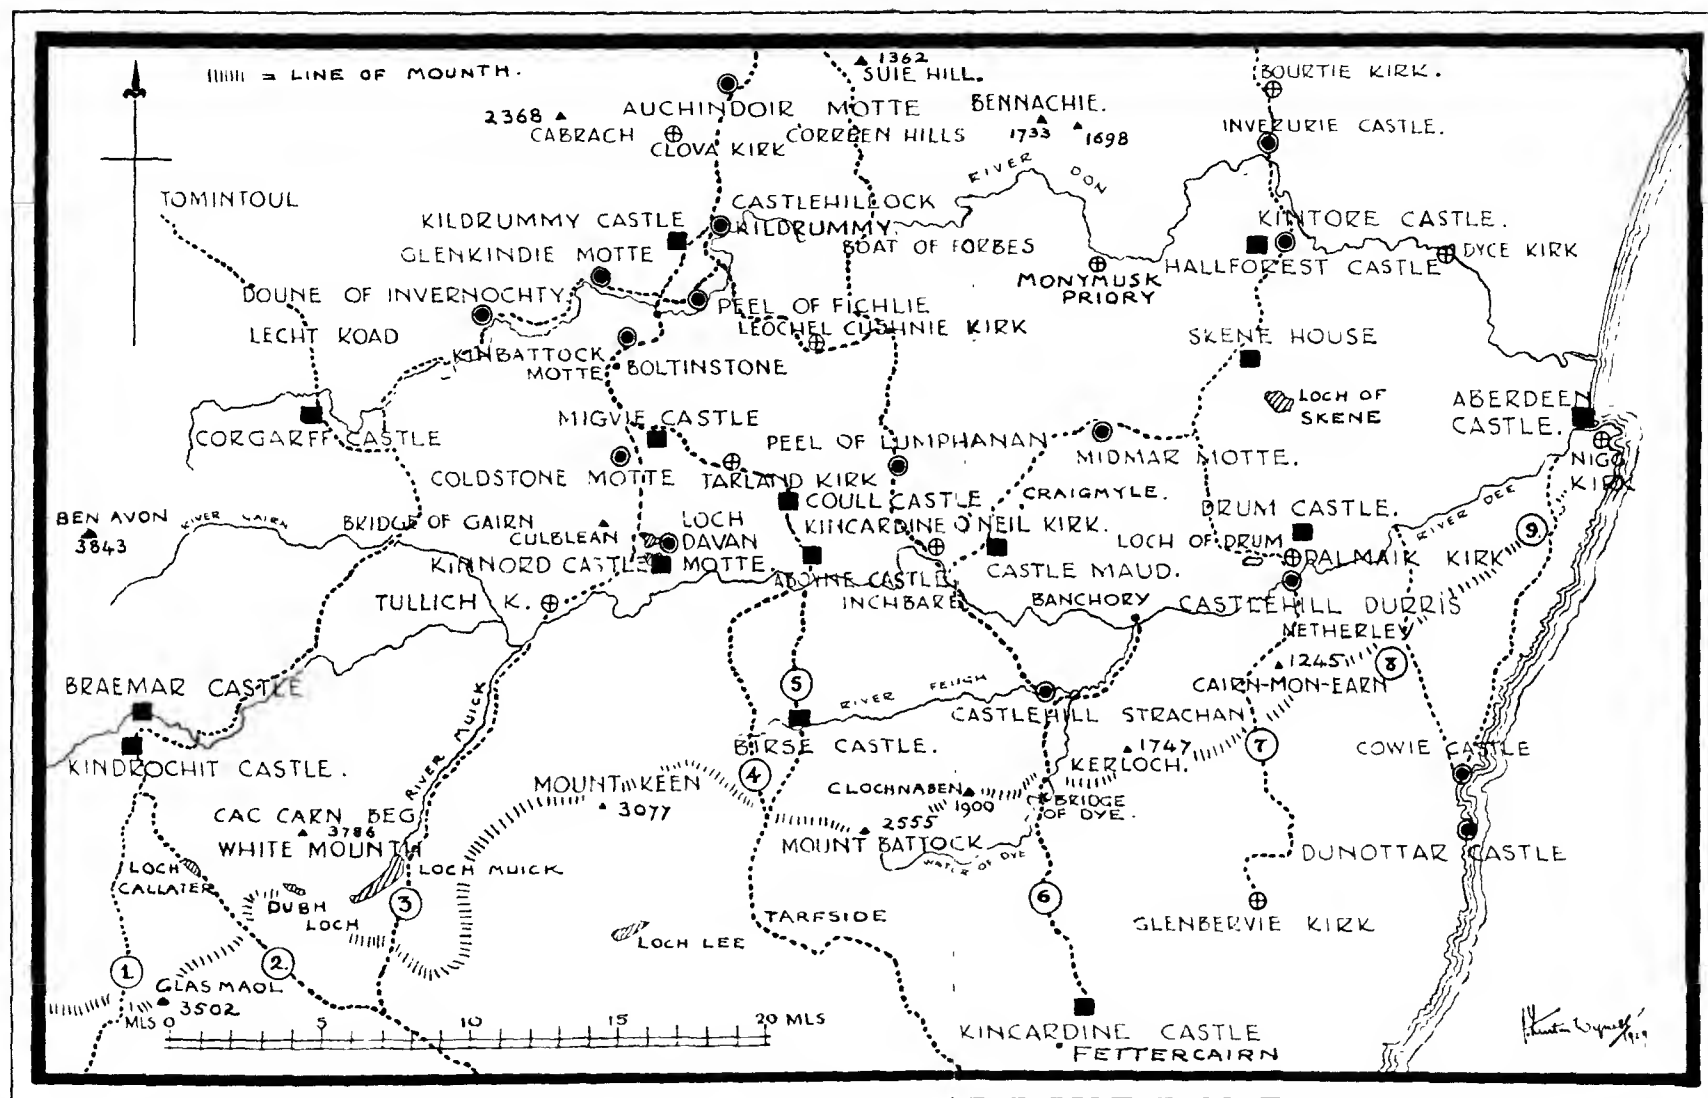 = LINE OF MOUNTH.
1362
SUIE HILL.
BOURTIE KIRK.
2368
CABRACH
AUCHINDOIR MOTTE
CLOVA KIRK
CORREEN HILLS
BENNACHIE.
1733
1698
INVERURIE CASTLE.
RIVER DON
TOMINTOUL
KILDRUMMY CASTLE
CASTLEHILLOCK
KILDRUMMY.
GLENKINDIE MOTTE
BOAT OF FORBES
MONYMUSK
PRIORY
KINTORE CASTLE.
HALLFOREST CASTLE
DYCE KIRK
DOUNE OF INVERNOCHTY
PEEL OF FICHLIE
LEOCHEL CUSHNIE KIRK
LECHT ROAD
KINBATTOCK
MOTTE
BOLTINSTONE
SKENE HOUSE
LOCH OF
SKENE
ABERDEEN
CASTLE.
CORGARFF CASTLE
MIGVIE CASTLE
PEEL OF LUMPHANAN
MIDMAR MOTTE.
NIGG
KIRK
COLDSTONE MOTTE
TARLAND KIRK
COULL CASTLE
CRAIGMYLE.
BEN AVON
3843
RIVER GAIRN
BRIDGE OF GAIRN
CULBLEAN
LOCH
DAVAN
MOTTE.
KINCARDINE O'NEIL KIRK.
DRUM CASTLE.
LOCH OF DRUM
RIVER DEE
9
KINNORD CASTLE
ABOYNE CASTLE
CASTLE MAUD.
DALMAIK KIRK
TULLICH K.
INCHBARE
BANCHORY
CASTLEHILL DURRIS
NETHERLEY
1245
8
CAIRN-MON-EARN
BRAEMAR CASTLE
RIVER MUICK
5
RIVER FEUGH
CASTLEHILL STRACHAN
KINDROCHIT CASTLE.
BIRSE CASTLE.
1747
KERLOCH.
7
COWIE CASTLE
MOUNT KEEN
3077
4
CLOCHNABEN
1900
BRIDGE
OF DYE.
CAC CARN BEG
3786
WHITE MOUNTH
2555
MOUNT BATTOCK
WATER OF DYE
DUNOTTAR CASTLE
LOCH
CALLATER
LOCH MUICK
DUBH
LOCH
3
TARFSIDE
6
GLENBERVIE KIRK
LOCH LEE
1.
2.
GLAS MAOL
3502
MLS 0 5 10 15 20 MLS
KINCARDINE CASTLE
FETTERCAIRN